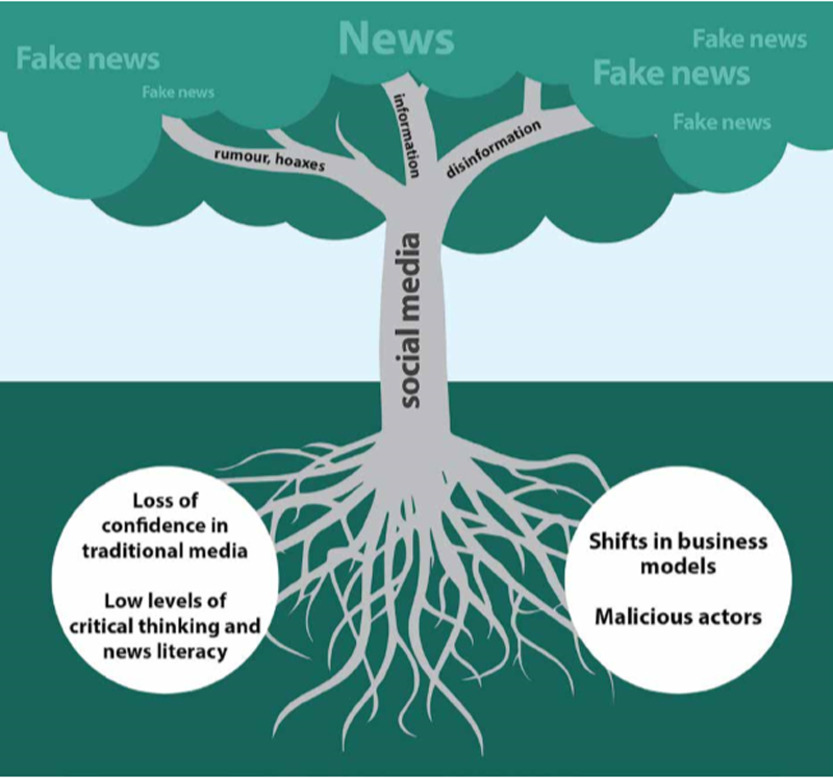 News
Fake news
Fake news
Fake news
Fake news
Fake news
rumour, hoaxes
information
disinformation
social media
Loss of
confidence in
traditional media
Low levels of
critical thinking and
news literacy
Shifts in business
models
Malicious actors